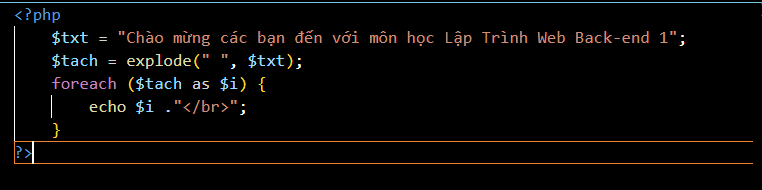 <?php
$txt = "Chào mừng các bạn đến với môn học Lập Trình Web Back-end 1";
$tach = explode(" ", $txt);
foreach ($tach as $i) {
echo $i ."</br>";
}
?>